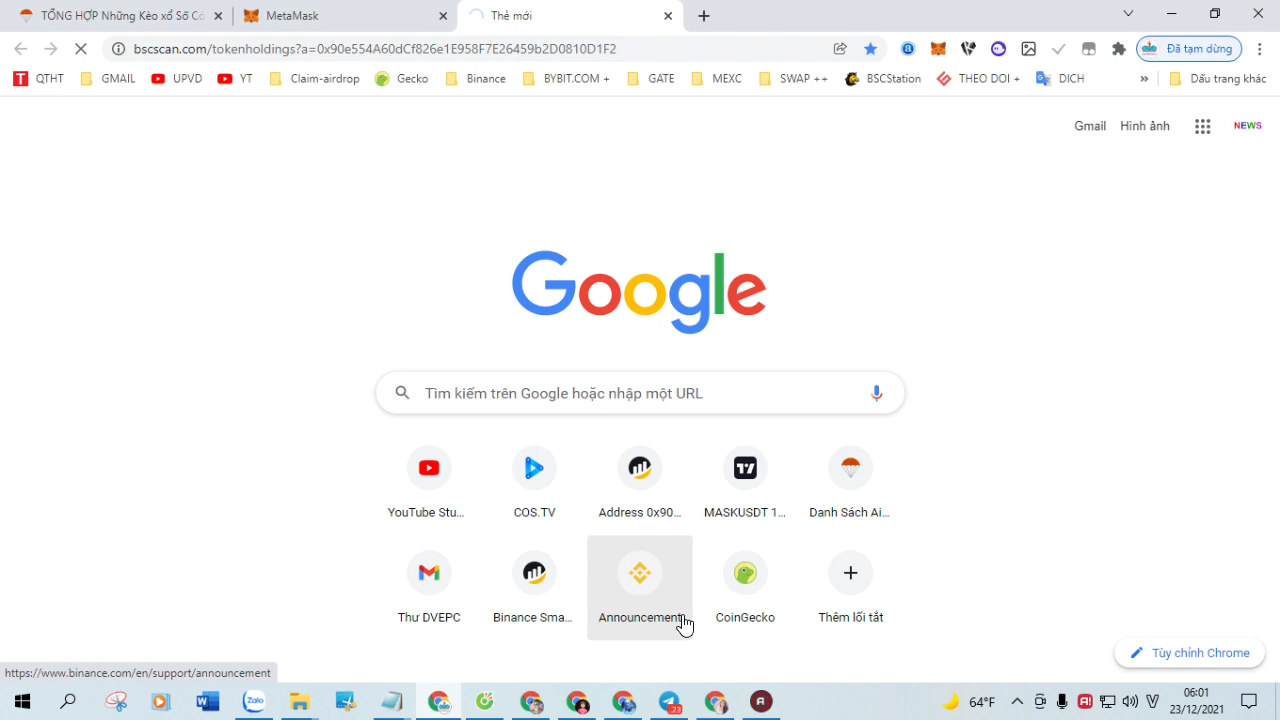 TỔNG HỢP Những Kèo xổ Số Có
MetaMask
Thẻ mới
bscscan.com/tokenholdings?a=0x90e554A60dCf826e1E958F7E26459b2D0810D1F2
Đã tạm dừng
QTHT
GMAIL
UPVD
YT
Claim-airdrop
Gecko
Binance
BYBIT.COM +
GATE
MEXC
SWAP ++
BSCStation
THEO DOI +
DICH
»
Dấu trang khác
Gmail
Hình ảnh
NEWS
Google
Tìm kiếm trên Google hoặc nhập một URL
YouTube Stu...
COS.TV
Address 0x90...
MASKUSDT 1...
Danh Sách Ai...
Thư DVEPC
Binance Sma...
Announcement
CoinGecko
Thêm lối tắt
Tùy chỉnh Chrome
https://www.binance.com/en/support/announcement
Zalo
23
64°F
06:01
23/12/2021